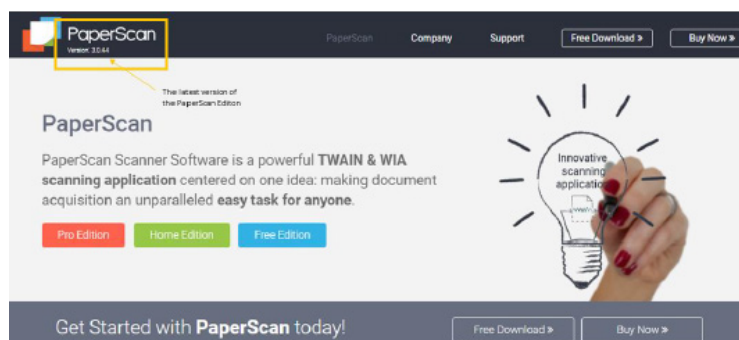 PaperScan
Version: 3.0.44
PaperScan
Company
Support
Free Download »
Buy Now »
The latest version of
the PaperScan Edition
PaperScan
PaperScan Scanner Software is a powerful TWAIN & WIA
scanning application centered on one idea: making document
acquisition an unparalleled easy task for anyone.
Pro Edition
Home Edition
Free Edition
Innovative
scanning
application
Get Started with PaperScan today!
Free Download »
Buy Now »